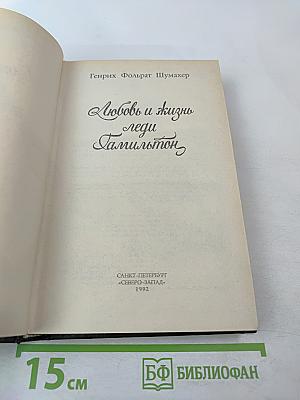 Генрих Фольрат Шумахер
Любовь и жизнь
леди
Гамильтон
САНКТ-ПЕТЕРБУРГ
«СЕВЕРО-ЗАПАД»
1992
15 см
БФ БИБЛИОФАН